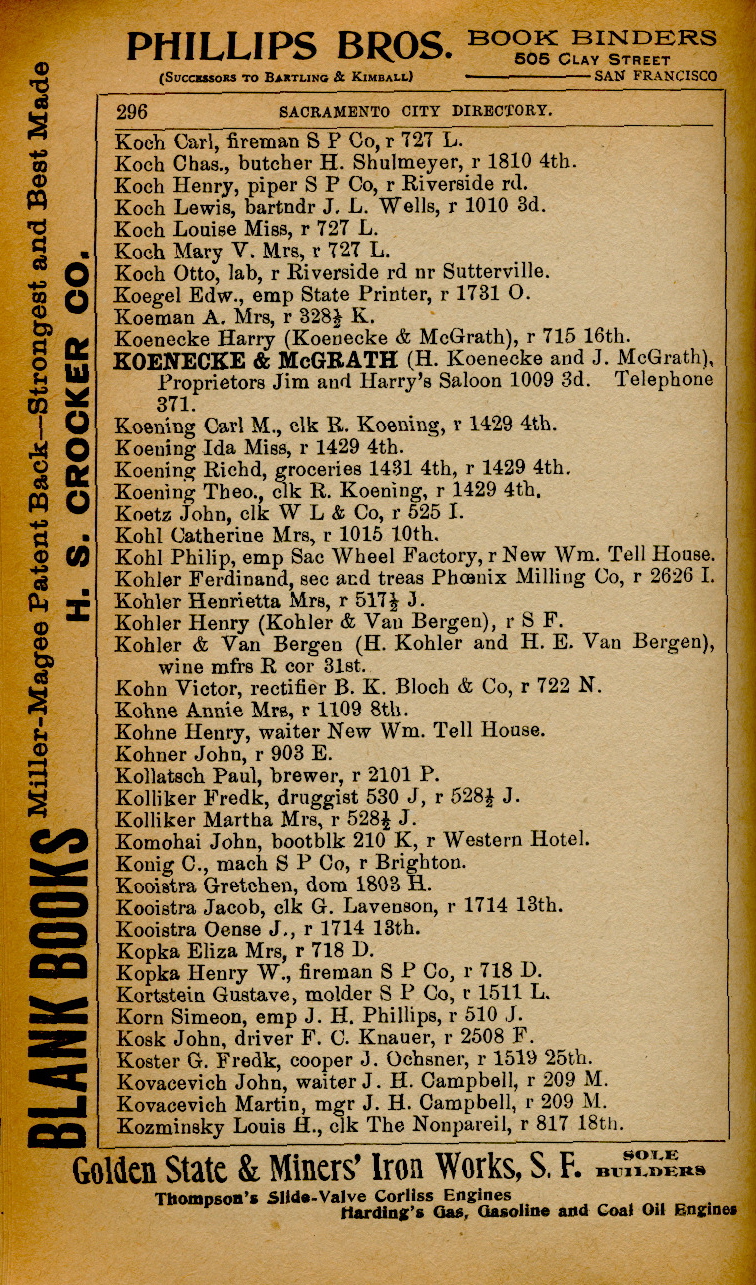 PHILLIPS BROS. BOOK BINDERS
(SUCCESSORS TO BARTLING & KIMBALL) 505 CLAY STREET
SAN FRANCISCO
BLANK BOOKS Miller-Magee Patent Back—Strongest and Best Made
H. S. CROCKER CO.
296 SACRAMENTO CITY DIRECTORY.
Koch Carl, fireman S P Co, r 727 L.
Koch Chas., butcher H. Shulmeyer, r 1810 4th.
Koch Henry, piper S P Co, r Riverside rd.
Koch Lewis, bartndr J. L. Wells, r 1010 3d.
Koch Louise Miss, r 727 L.
Koch Mary V. Mrs, r 727 L.
Koch Otto, lab, r Riverside rd nr Sutterville.
Koegel Edw., emp State Printer, r 1731 O.
Koeman A. Mrs, r 328½ K.
Koenecke Harry (Koenecke & McGrath), r 715 16th.
KOENECKE & McGRATH (H. Koenecke and J. McGrath),
Proprietors Jim and Harry's Saloon 1009 3d. Telephone
371.
Koening Carl M., clk R. Koening, r 1429 4th.
Koening Ida Miss, r 1429 4th.
Koening Richd, groceries 1431 4th, r 1429 4th.
Koening Theo., clk R. Koening, r 1429 4th.
Koetz John, clk W L & Co, r 525 I.
Kohl Catherine Mrs, r 1015 10th.
Kohl Philip, emp Sac Wheel Factory, r New Wm. Tell House.
Kohler Ferdinand, sec and treas Phœnix Milling Co, r 2626 I.
Kohler Henrietta Mrs, r 517½ J.
Kohler Henry (Kohler & Van Bergen), r S F.
Kohler & Van Bergen (H. Kohler and H. E. Van Bergen),
wine mfrs R cor 31st.
Kohn Victor, rectifier B. K. Bloch & Co, r 722 N.
Kohne Annie Mrs, r 1109 8th.
Kohne Henry, waiter New Wm. Tell House.
Kohner John, r 903 E.
Kollatsch Paul, brewer, r 2101 P.
Kolliker Fredk, druggist 530 J, r 528½ J.
Kolliker Martha Mrs, r 528½ J.
Komohai John, bootblk 210 K, r Western Hotel.
Konig C., mach S P Co, r Brighton.
Kooistra Gretchen, dom 1803 H.
Kooistra Jacob, clk G. Lavenson, r 1714 13th.
Kooistra Oense J., r 1714 13th.
Kopka Eliza Mrs, r 718 D.
Kopka Henry W., fireman S P Co, r 718 D.
Kortstein Gustave, molder S P Co, r 1511 L.
Korn Simeon, emp J. H. Phillips, r 510 J.
Kosk John, driver F. C. Knauer, r 2508 F.
Koster G. Fredk, cooper J. Ochsner, r 1519 25th.
Kovacevich John, waiter J. H. Campbell, r 209 M.
Kovacevich Martin, mgr J. H. Campbell, r 209 M.
Kozminsky Louis H., clk The Nonpareil, r 817 18th.
Golden State & Miners' Iron Works, S. F. SOLE BUILDERS
Thompson's Slide-Valve Corliss Engines
Harding's Gas, Gasoline and Coal Oil Engines